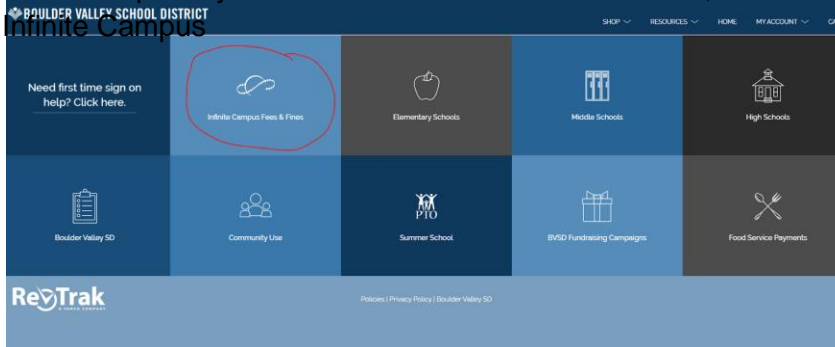 BOULDER VALLEY SCHOOL DISTRICT
Infinite Campus
SHOP RESOURCES HOME MY ACCOUNT
Need first time sign on
help? Click here.
Infinite Campus Fees & Fines
Elementary Schools
Middle Schools
High Schools
Boulder Valley SD
Community Use
PTO
Summer School
BVSD Fundraising Campaigns
Food Service Payments
RevTrak
Policies | Privacy Policy | Boulder Valley SD